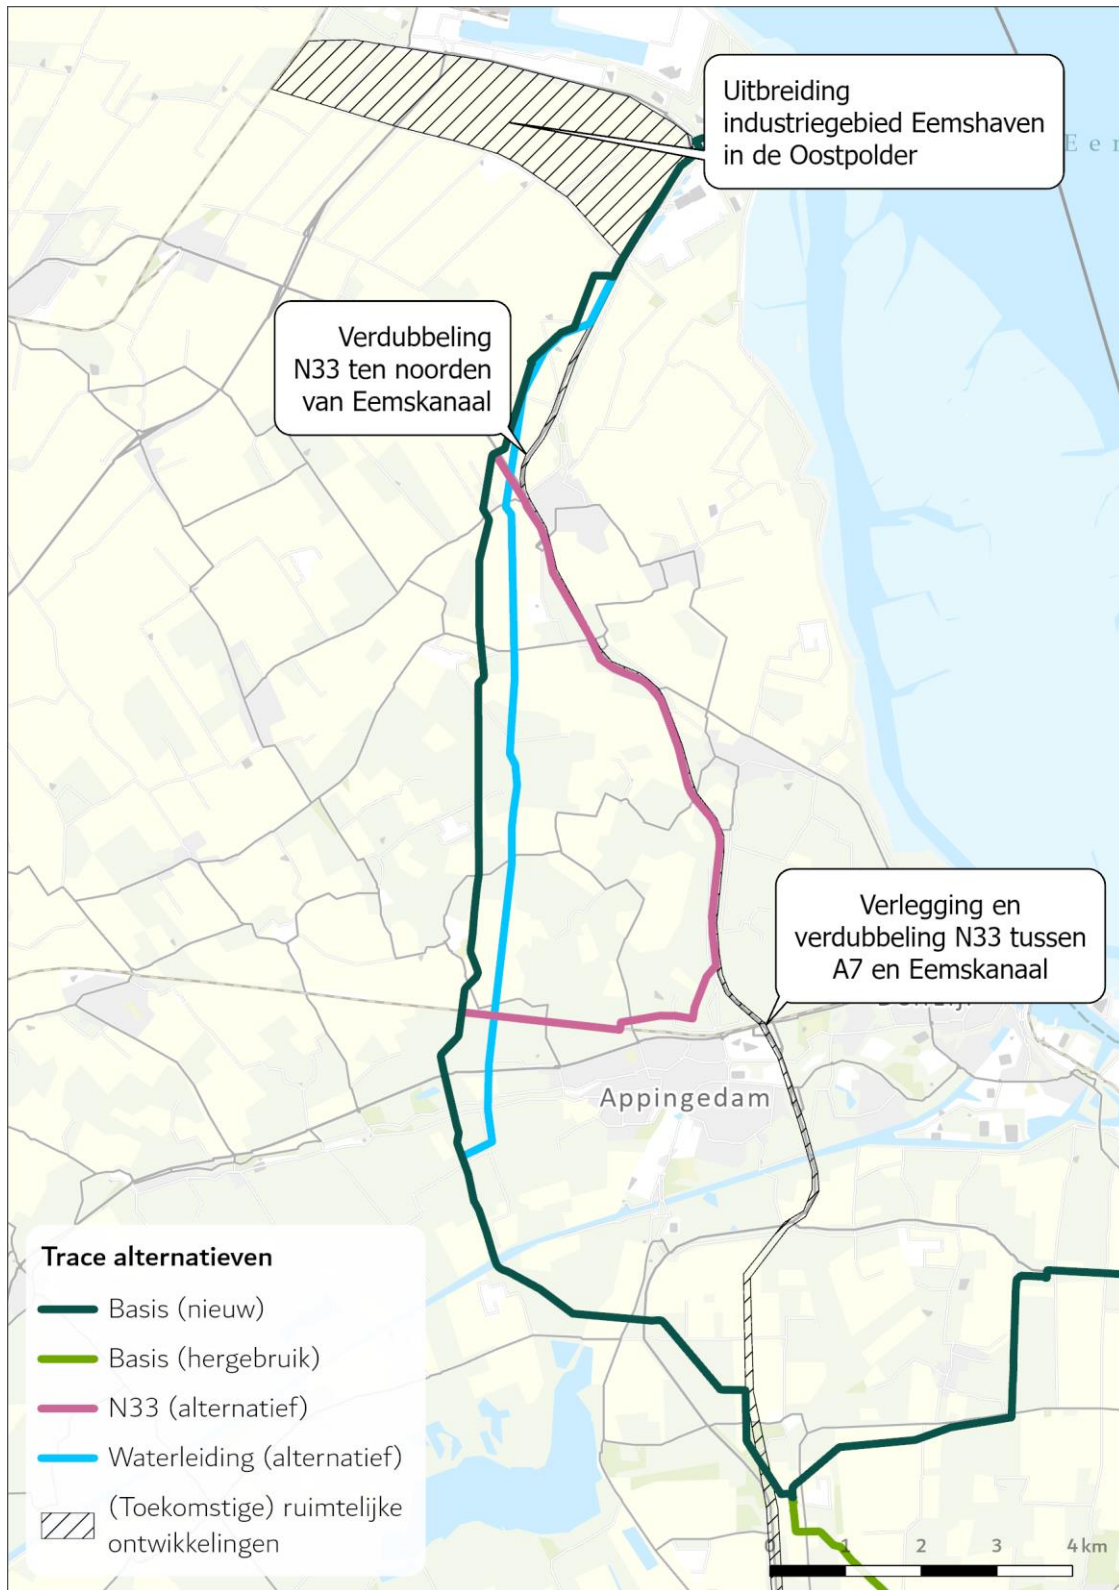 Uitbreiding
industriegebied Eemshaven
in de Oostpolder
Eer
Verdubbeling
N33 ten noorden
van Eemskanaal
Verlegging en
verdubbeling N33 tussen
A7 en Eemskanaal
Appingedam
Trace alternatieven
Basis (nieuw)
Basis (hergebruik)
N33 (alternatief)
Waterleiding (alternatief)
(Toekomstige) ruimtelijke
ontwikkelingen
0 1 2 3 4 km